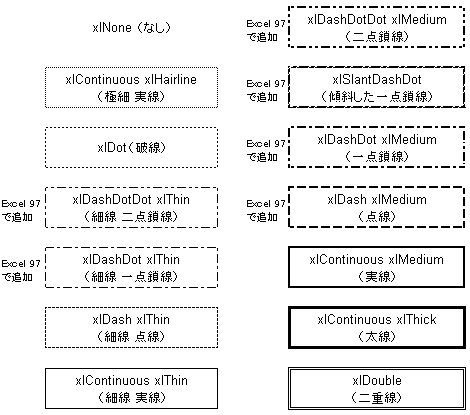 xlNone （なし）
xlContinuous xlHairline
（極細 実線）
xlDot（破線）
Excel 97
で追加
xlDashDotDot xlThin
（細線 二点鎖線）
Excel 97
で追加
xlDashDot xlThin
（細線 一点鎖線）
xlDash xlThin
（細線 点線）
xlContinuous xlThin
（細線 実線）
Excel 97
で追加
xlDashDotDot xlMedium
（二点鎖線）
Excel 97
で追加
xlSlantDashDot
（傾斜した一点鎖線）
Excel 97
で追加
xlDashDot xlMedium
（一点鎖線）
Excel 97
で追加
xlDash xlMedium
（点線）
xlContinuous xlMedium
（実線）
xlContinuous xlThick
（太線）
xlDouble
（二重線）